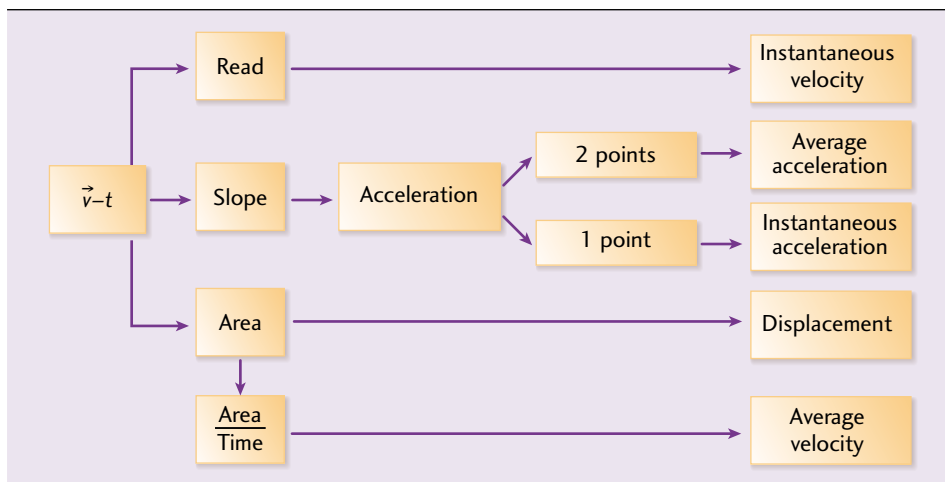 Read
Instantaneous
velocity
v⃗–t
Slope
Acceleration
2 points
Average
acceleration
1 point
Instantaneous
acceleration
Area
Displacement
Area
Time
Average
velocity